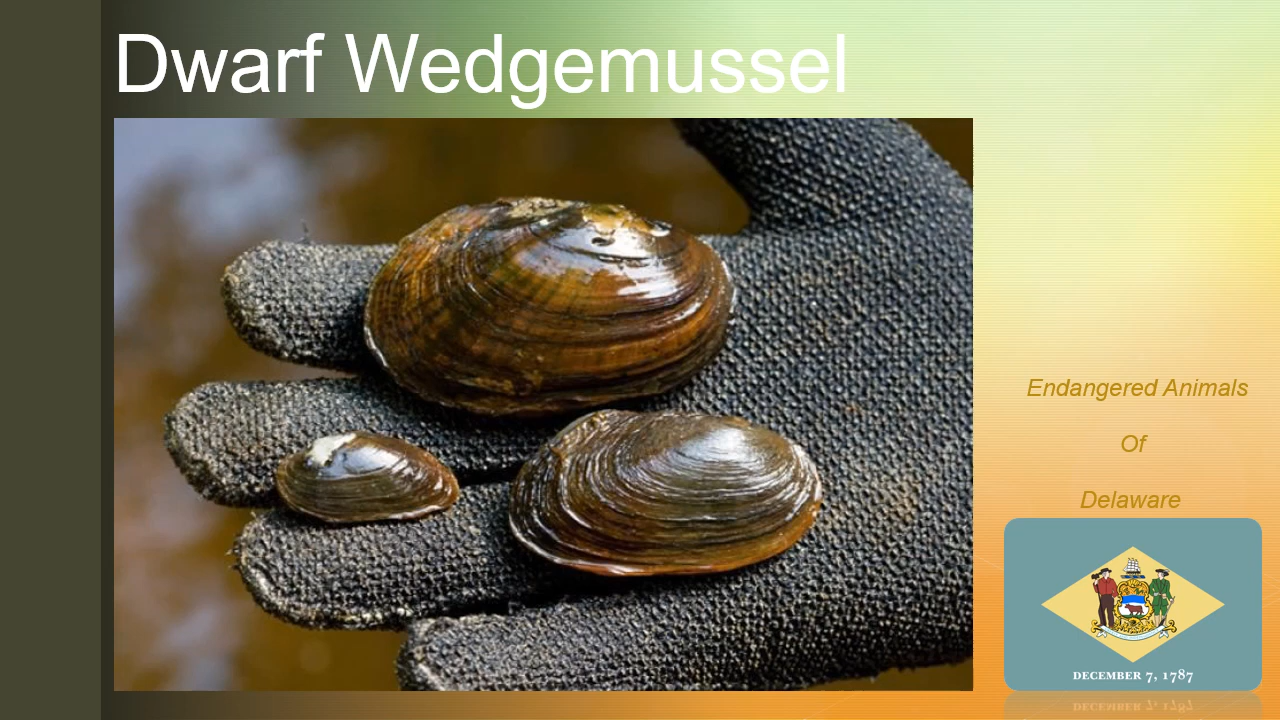 Dwarf Wedgemussel
Endangered Animals
Of
Delaware
DECEMBER 7, 1787